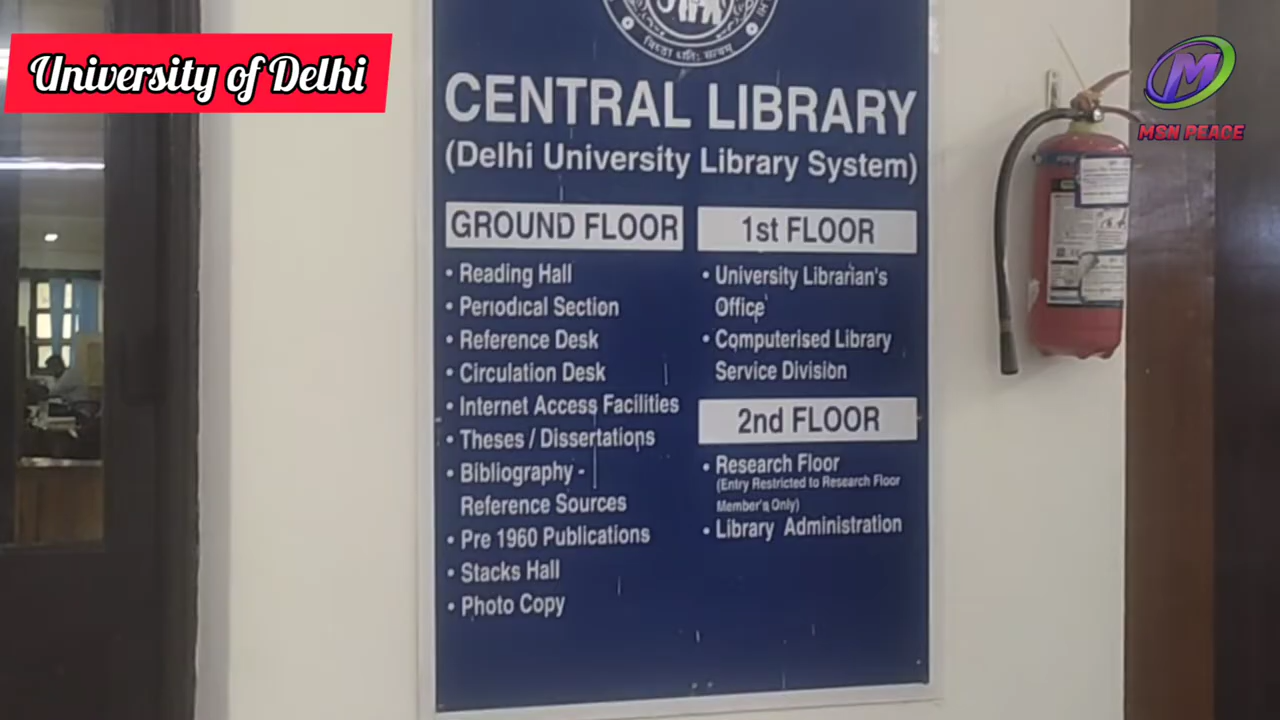 University of Delhi
M
MSN PEACE
निष्ठा धृति: सत्यम्
CENTRAL LIBRARY
(Delhi University Library System)
GROUND FLOOR
• Reading Hall
• Periodical Section
• Reference Desk
• Circulation Desk
• Internet Access Facilities
• Theses / Dissertations
• Bibliography -
Reference Sources
• Pre 1960 Publications
• Stacks Hall
• Photo Copy
1st FLOOR
• University Librarian's
Office
• Computerised Library
Service Division
2nd FLOOR
• Research Floor
(Entry Restricted to Research Floor
Member's Only)
• Library Administration